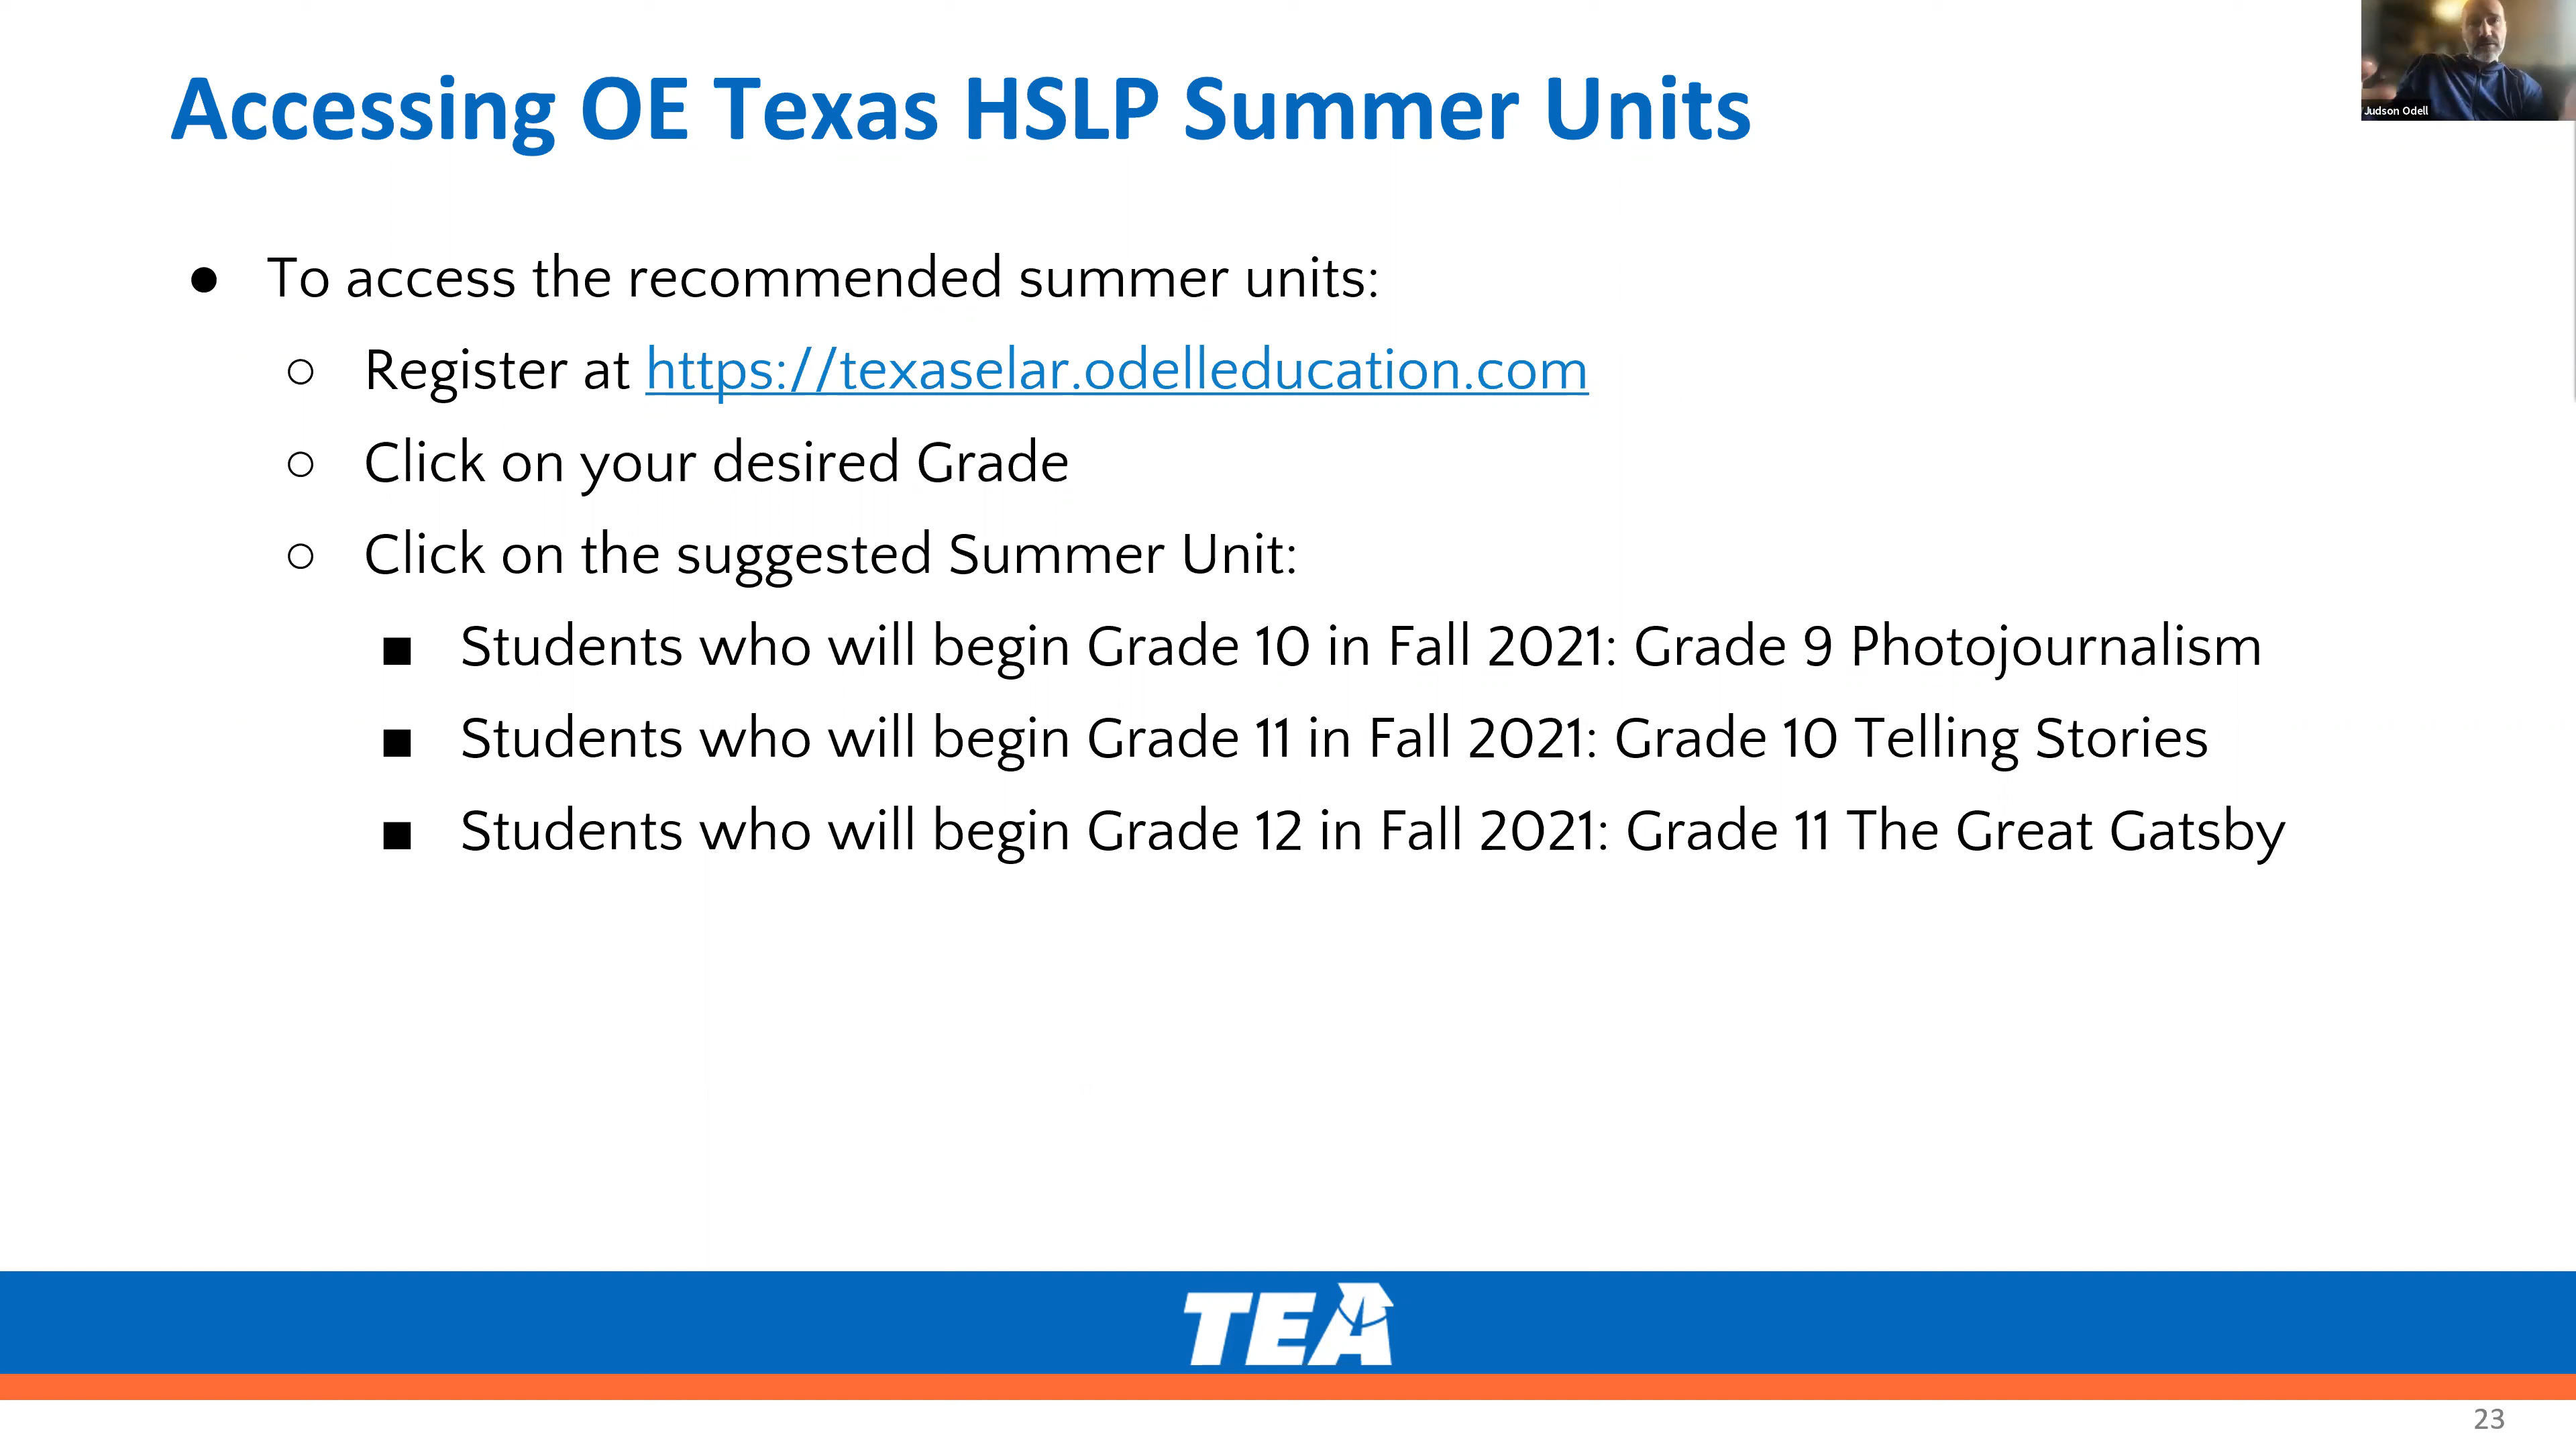 Accessing OE Texas HSLP Summer Units
Judson Odell
● To access the recommended summer units:
○ Register at https://texaselar.odelleducation.com
○ Click on your desired Grade
○ Click on the suggested Summer Unit:
■ Students who will begin Grade 10 in Fall 2021: Grade 9 Photojournalism
■ Students who will begin Grade 11 in Fall 2021: Grade 10 Telling Stories
■ Students who will begin Grade 12 in Fall 2021: Grade 11 The Great Gatsby
TEA
23